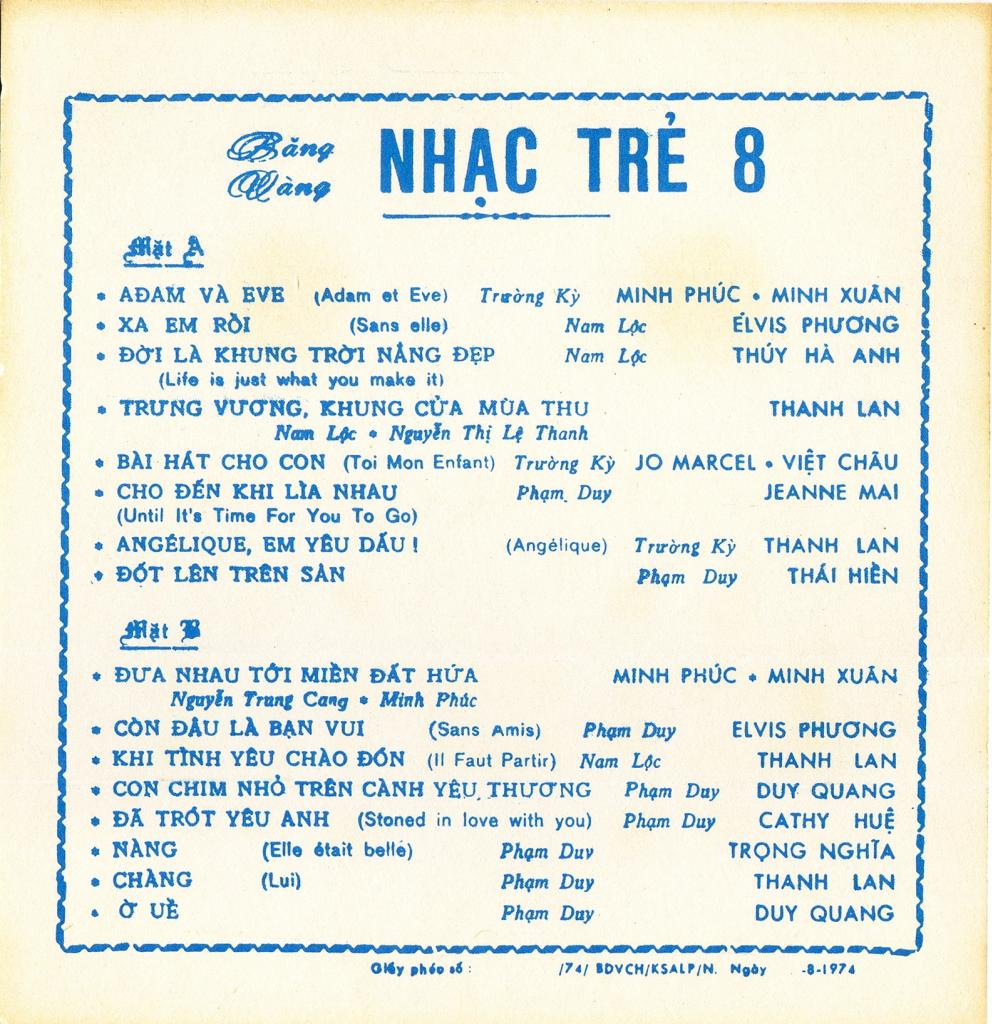 Băng NHẠC TRẺ 8
Vàng
Mặt A
* AĐAM VÀ EVE (Adam et Eve) Trường Kỳ MINH PHÚC • MINH XUÂN
* XA EM RỒI (Sans elle) Nam Lộc ELVIS PHƯƠNG
* ĐỜI LÀ KHUNG TRỜI NẮNG ĐẸP Nam Lộc THÚY HÀ ANH
(Life is just what you make it)
* TRƯNG VƯƠNG, KHUNG CỬA MÙA THU THANH LAN
Nam Lộc * Nguyễn Thị Lệ Thanh
* BÀI HÁT CHO CON (Toi Mon Enfant) Trường Kỳ JO MARCEL • VIỆT CHÂU
* CHO ĐẾN KHI LÌA NHAU Phạm Duy JEANNE MAI
(Until It's Time For You To Go)
* ANGÉLIQUE, EM YÊU DẤU ! (Angélique) Trường Kỳ THANH LAN
* ĐỐT LÊN TRÊN SÂN Phạm Duy THÁI HIỀN
Mặt B
* ĐƯA NHAU TỚI MIỀN ĐẤT HỨA MINH PHÚC * MINH XUÂN
Nguyễn Trung Cang * Minh Phúc
* CÒN ĐÂU LÀ BẠN VUI (Sans Amis) Phạm Duy ELVIS PHƯƠNG
* KHI TÌNH YÊU CHÀO ĐÓN (Il Faut Partir) Nam Lộc THANH LAN
* CON CHIM NHỎ TRÊN CÀNH YÊU THƯƠNG Phạm Duy DUY QUANG
* ĐÃ TRÓT YÊU ANH (Stoned in love with you) Phạm Duy CATHY HUỆ
* NÀNG (Elle était belle) Phạm Duy TRỌNG NGHĨA
* CHÀNG (Lui) Phạm Duy THANH LAN
* Ờ UỀ Phạm Duy DUY QUANG
Giấy phép số : /74/ BDVCH/KSALP/N. Ngày -8-1974